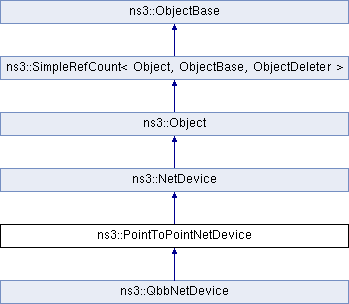 ns3::ObjectBase
ns3::SimpleRefCount< Object, ObjectBase, ObjectDeleter >
ns3::Object
ns3::NetDevice
ns3::PointToPointNetDevice
ns3::QbbNetDevice